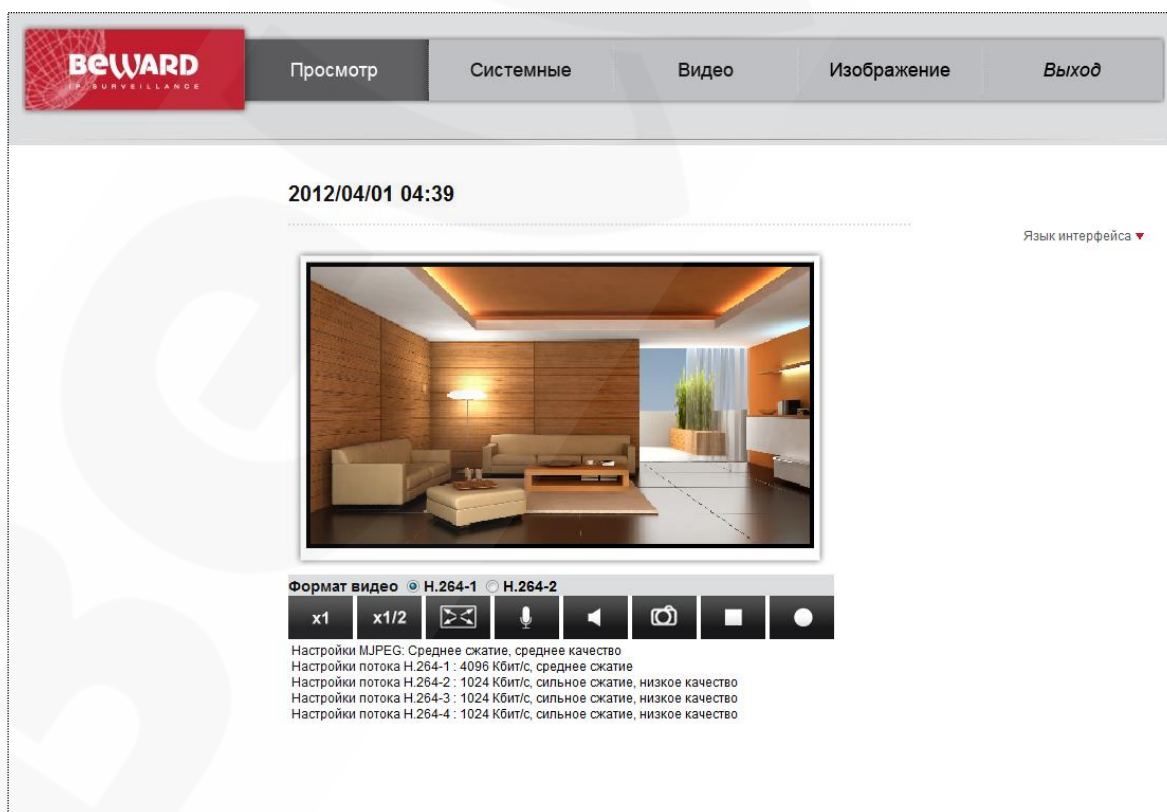 BEWARD
IP SURVEILLANCE
Просмотр
Системные
Видео
Изображение
Выход
2012/04/01 04:39
Язык интерфейса
Формат видео H.264-1 H.264-2
x1 x1/2
Настройки MJPEG: Среднее сжатие, среднее качество
Настройки потока H.264-1 : 4096 Кбит/с, среднее сжатие
Настройки потока H.264-2 : 1024 Кбит/с, сильное сжатие, низкое качество
Настройки потока H.264-3 : 1024 Кбит/с, сильное сжатие, низкое качество
Настройки потока H.264-4 : 1024 Кбит/с, сильное сжатие, низкое качество